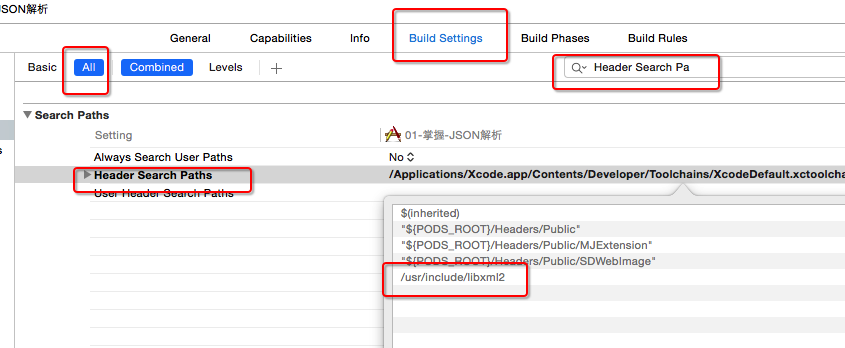 JSON解析
General Capabilities Info Build Settings Build Phases Build Rules
Basic All Combined Levels + Header Search Pa
Search Paths
Setting 01-掌握-JSON解析
Always Search User Paths No
Header Search Paths /Applications/Xcode.app/Contents/Developer/Toolchains/XcodeDefault.xctoolcha
User Header Search Paths
$(inherited)
"${PODS_ROOT}/Headers/Public"
"${PODS_ROOT}/Headers/Public/MJExtension"
"${PODS_ROOT}/Headers/Public/SDWebImage"
/usr/include/libxml2